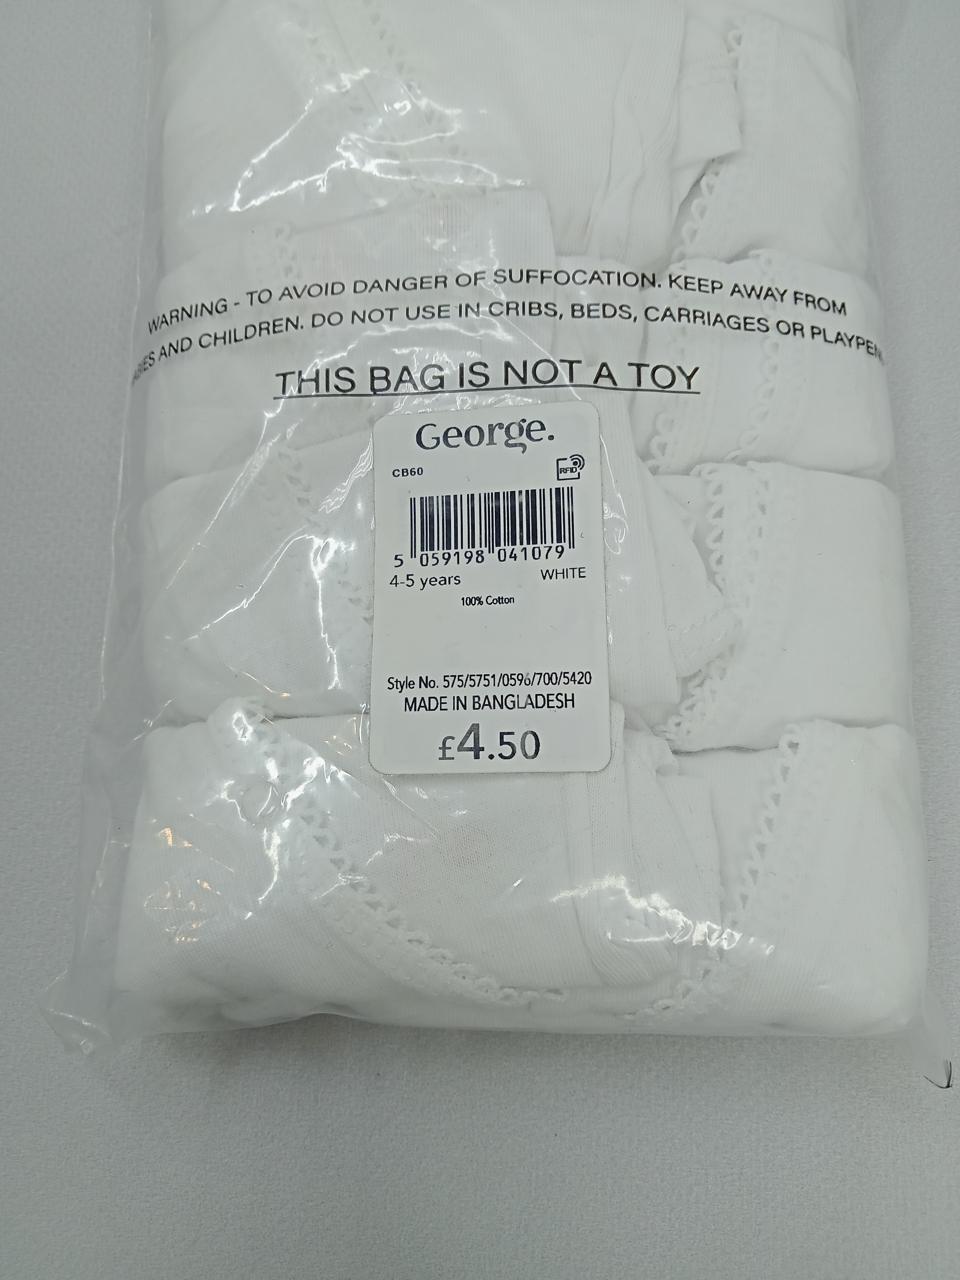 WARNING - TO AVOID DANGER OF SUFFOCATION. KEEP AWAY FROM
AND CHILDREN. DO NOT USE IN CRIBS, BEDS, CARRIAGES OR
THIS BAG IS NOT A TOY
George.
CB60
RFID
5 059198 041079
4-5 years WHITE
100% Cotton
Style No. 575/5751/0596/700/5420
MADE IN BANGLADESH
£4.50